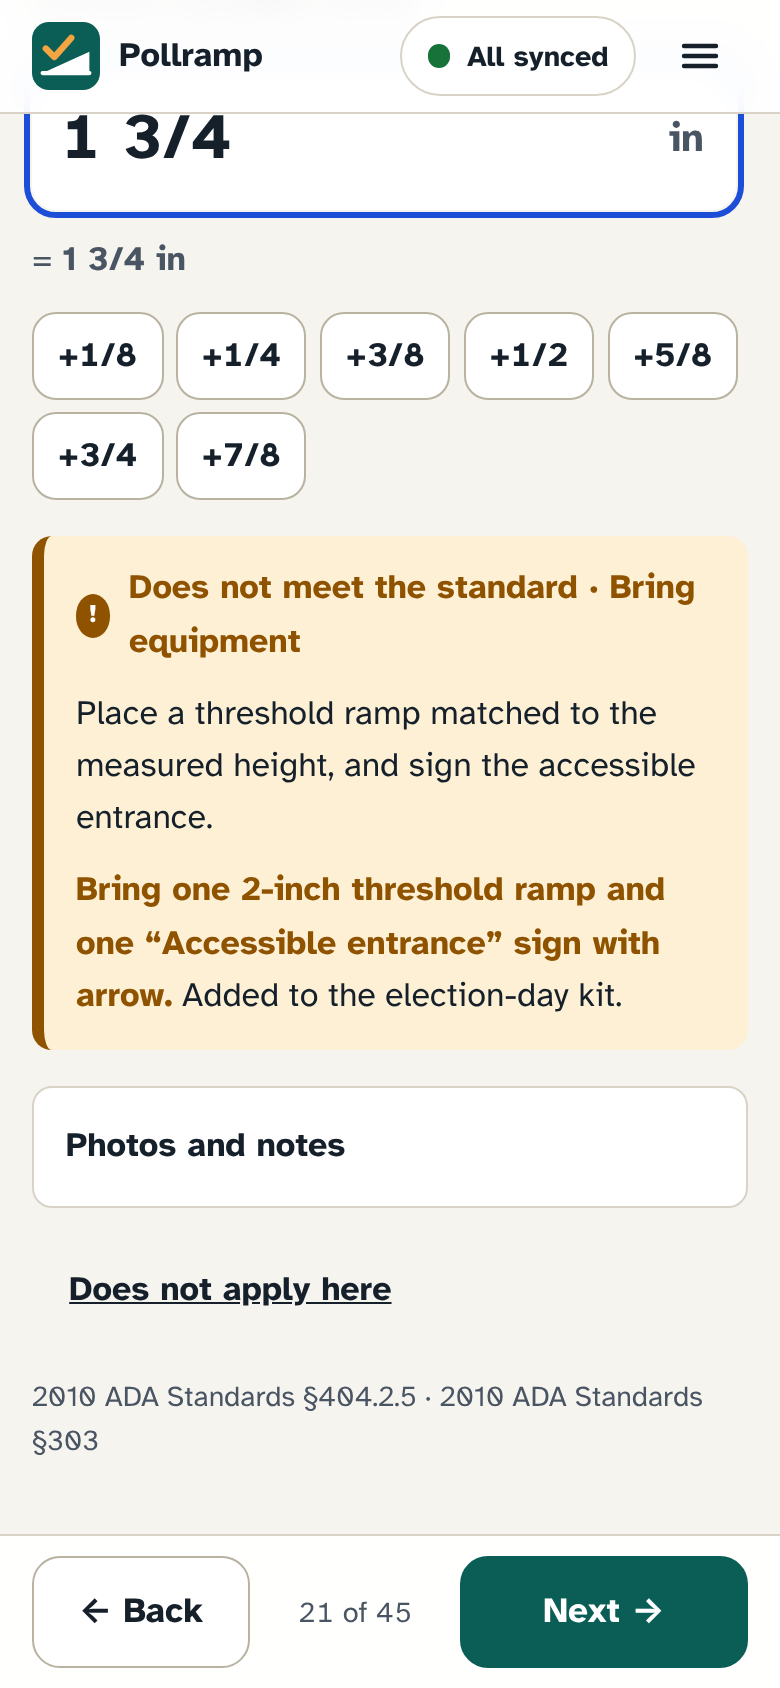 Pollramp
All synced
1 3/4
in
= 1 3/4 in
+1/8
+1/4
+3/8
+1/2
+5/8
+3/4
+7/8
!
Does not meet the standard · Bring
equipment
Place a threshold ramp matched to the
measured height, and sign the accessible
entrance.
Bring one 2-inch threshold ramp and
one “Accessible entrance” sign with
arrow. Added to the election-day kit.
Photos and notes
Does not apply here
2010 ADA Standards §404.2.5 · 2010 ADA Standards
§303
← Back
21 of 45
Next →